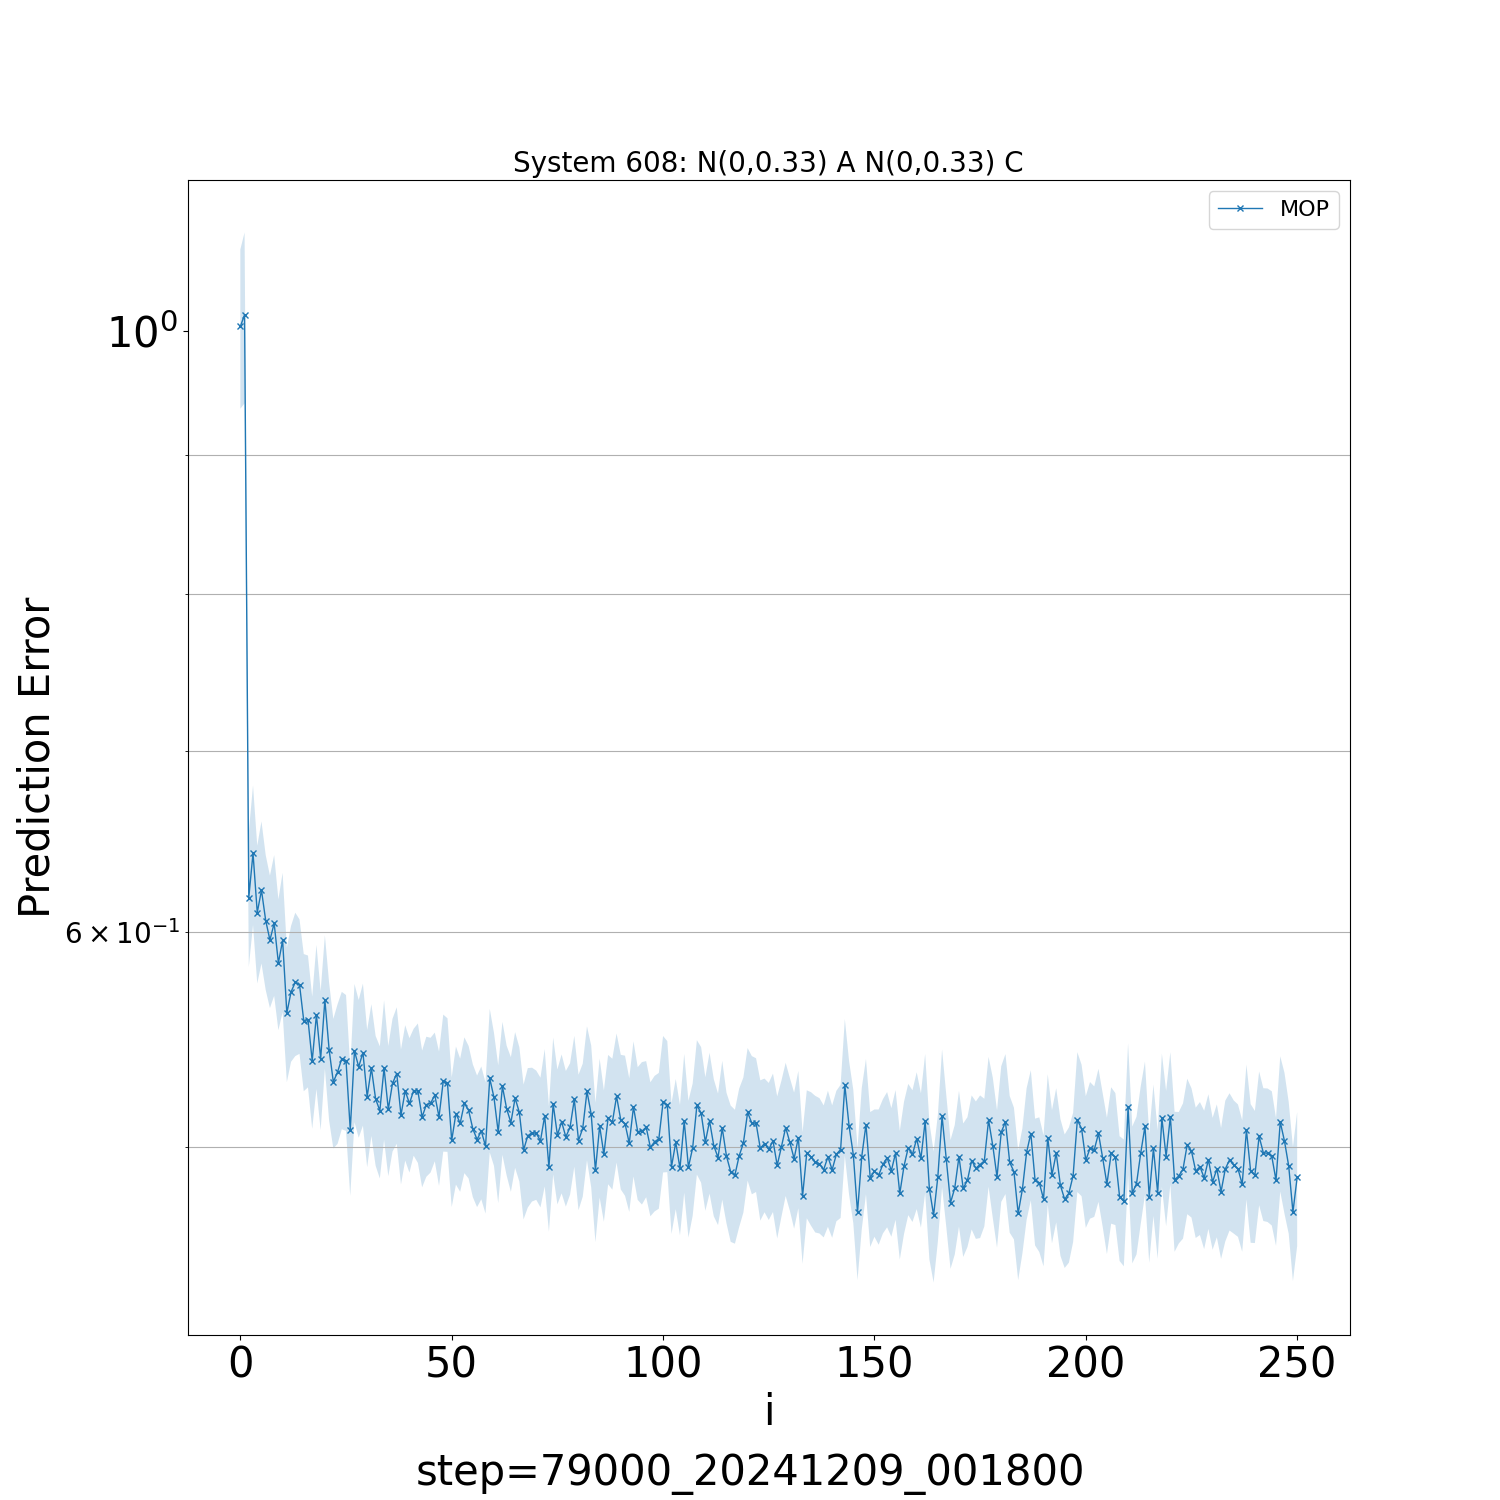 System 608: N(0,0.33) A N(0,0.33) C
MOP
10⁰
6 × 10⁻¹
Prediction Error
0 50 100 150 200 250
i
step=79000_20241209_001800